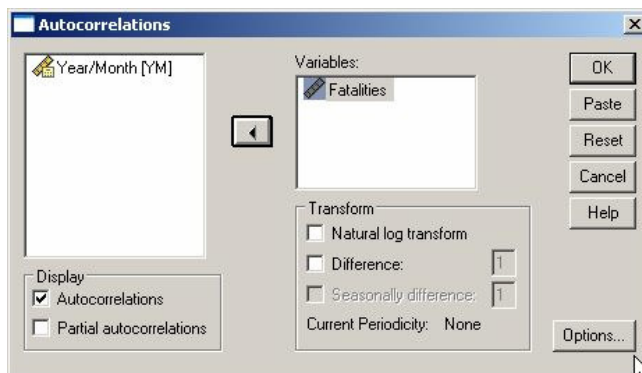 Autocorrelations
Year/Month [YM]
Variables:
Fatalities
OK
Paste
Reset
Cancel
Help
Transform
Natural log transform
Difference: 1
Seasonally difference: 1
Current Periodicity: None
Display
Autocorrelations
Partial autocorrelations
Options...